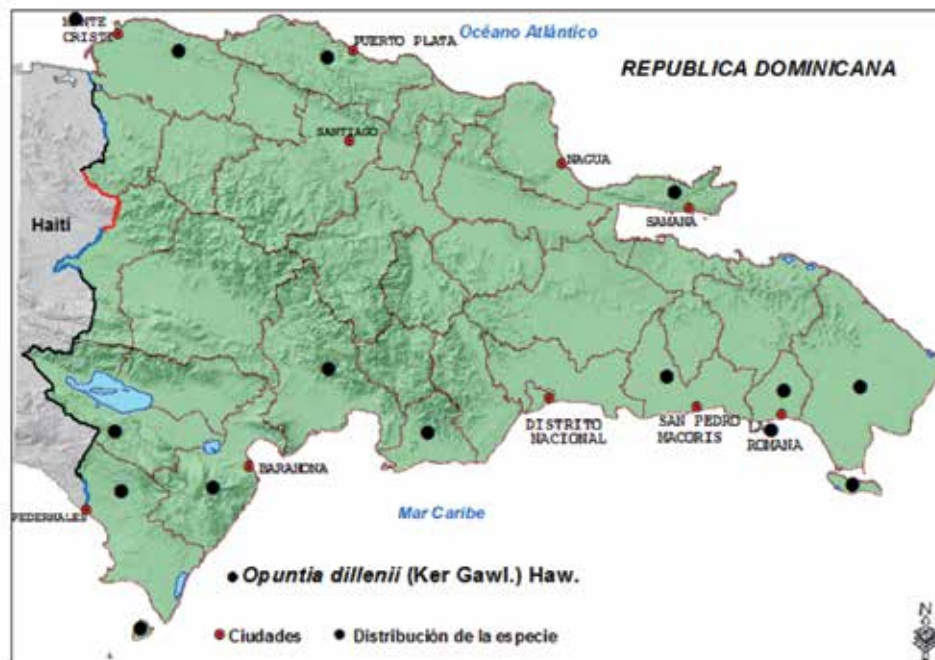 MONTE
CRISTI
PUERTO PLATA
Océano Atlántico
REPUBLICA DOMINICANA
SANTIAGO
NAGUA
SAMANA
Haití
DISTRITO
NACIONAL
SAN PEDRO
MACORIS
LA
ROMANA
BARAHONA
PEDERNALES
Mar Caribe
Opuntia dillenii (Ker Gawl.) Haw.
Ciudades
Distribución de la especie
N